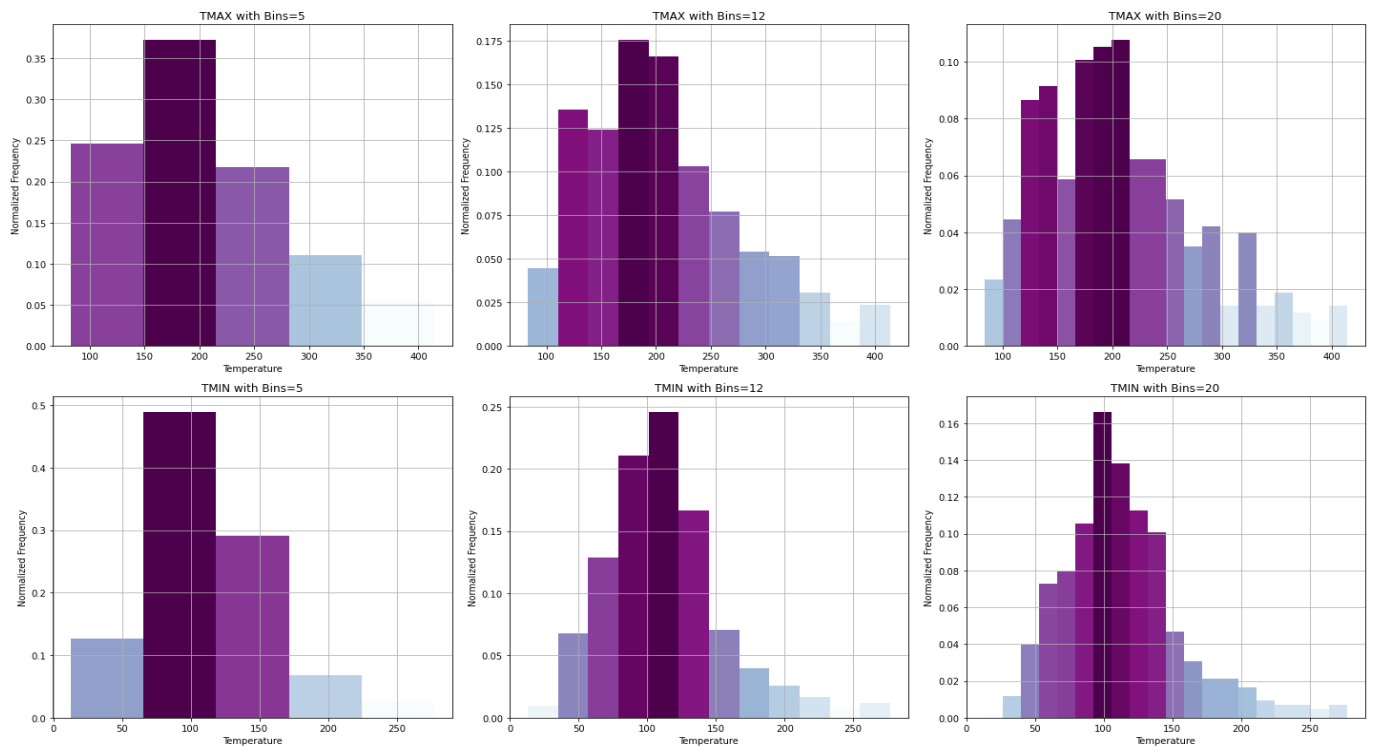 TMAX with Bins=5
Normalized Frequency
0.35
0.30
0.25
0.20
0.15
0.10
0.05
0.00
100 150 200 250 300 350 400
Temperature
TMAX with Bins=12
Normalized Frequency
0.175
0.150
0.125
0.100
0.075
0.050
0.025
0.000
100 150 200 250 300 350 400
Temperature
TMAX with Bins=20
Normalized Frequency
0.10
0.08
0.06
0.04
0.02
0.00
100 150 200 250 300 350 400
Temperature
TMIN with Bins=5
Normalized Frequency
0.5
0.4
0.3
0.2
0.1
0.0
0 50 100 150 200 250
Temperature
TMIN with Bins=12
Normalized Frequency
0.25
0.20
0.15
0.10
0.05
0.00
0 50 100 150 200 250
Temperature
TMIN with Bins=20
Normalized Frequency
0.16
0.14
0.12
0.10
0.08
0.06
0.04
0.02
0.00
0 50 100 150 200 250
Temperature